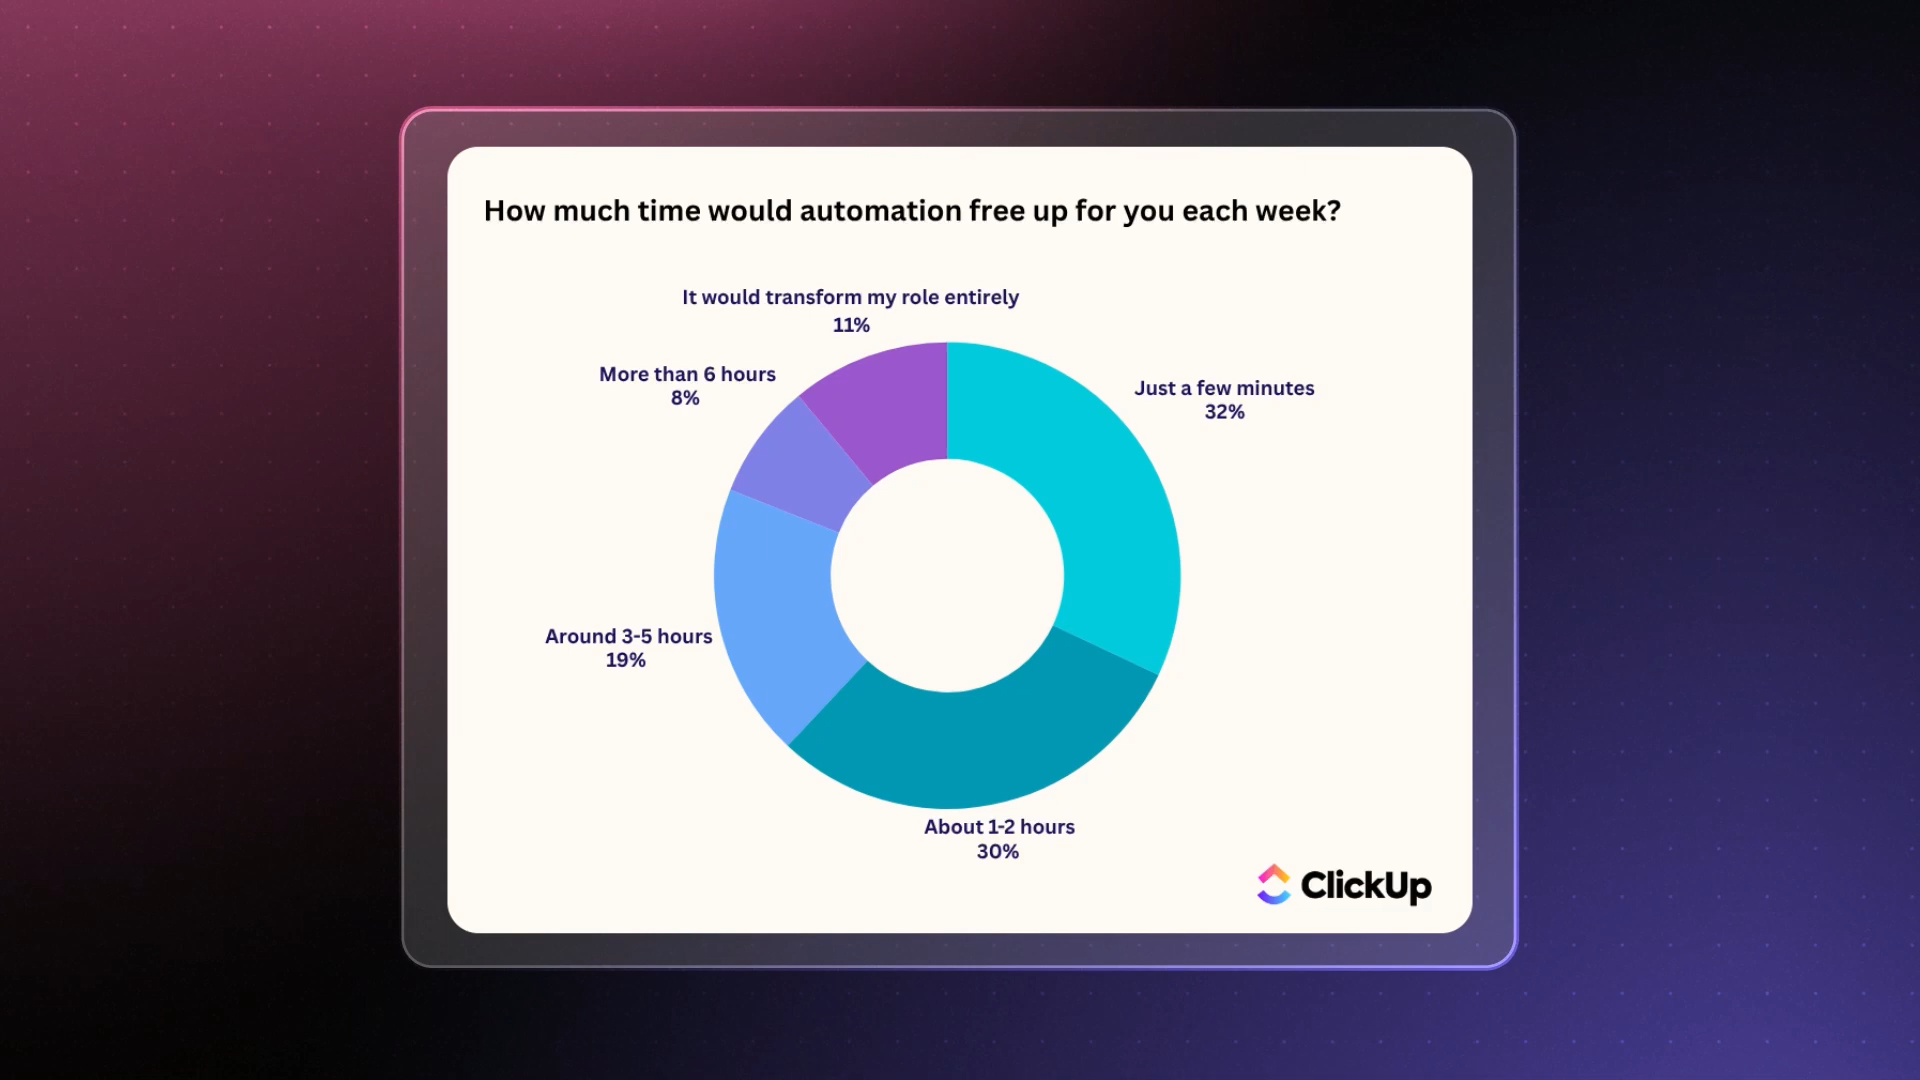 How much time would automation free up for you each week?
It would transform my role entirely
11%
More than 6 hours
8%
Just a few minutes
32%
Around 3-5 hours
19%
About 1-2 hours
30%
ClickUp